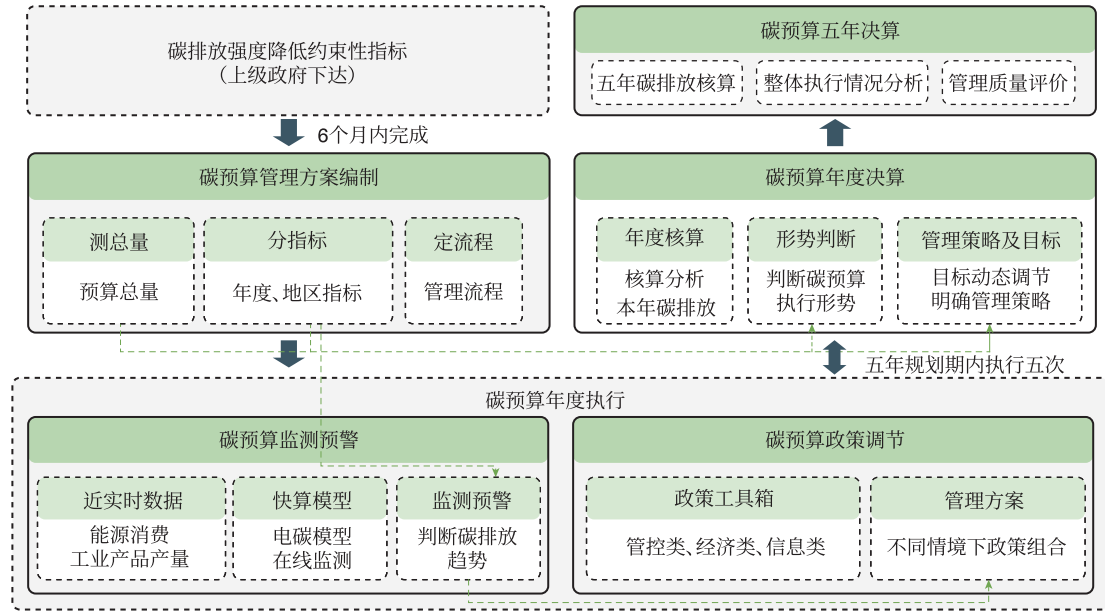 碳排放强度降低约束性指标
（上级政府下达）
6个月内完成
碳预算管理方案编制
测总量
预算总量
分指标
年度、地区指标
定流程
管理流程
碳预算五年决算
五年碳排放核算
整体执行情况分析
管理质量评价
碳预算年度决算
年度核算
核算分析
本年碳排放
形势判断
判断碳预算
执行形势
管理策略及目标
目标动态调节
明确管理策略
五年规划期内执行五次
碳预算年度执行
碳预算监测预警
近实时数据
能源消费
工业产品产量
快算模型
电碳模型
在线监测
监测预警
判断碳排放
趋势
碳预算政策调节
政策工具箱
管控类、经济类、信息类
管理方案
不同情境下政策组合